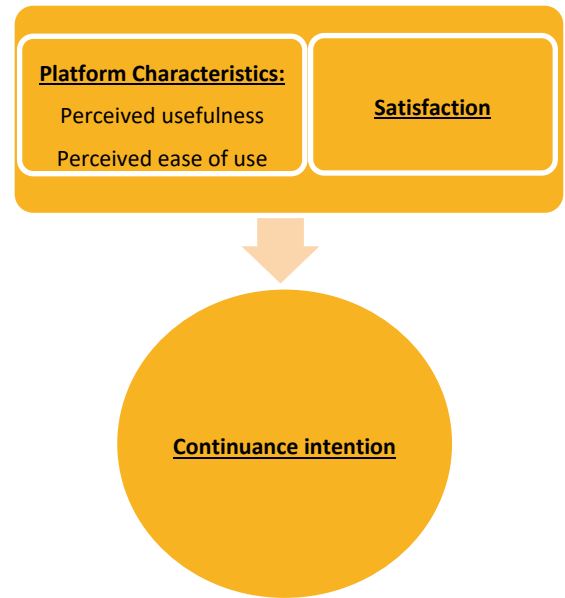 Platform Characteristics:
Perceived usefulness
Perceived ease of use
Satisfaction
Continuance intention